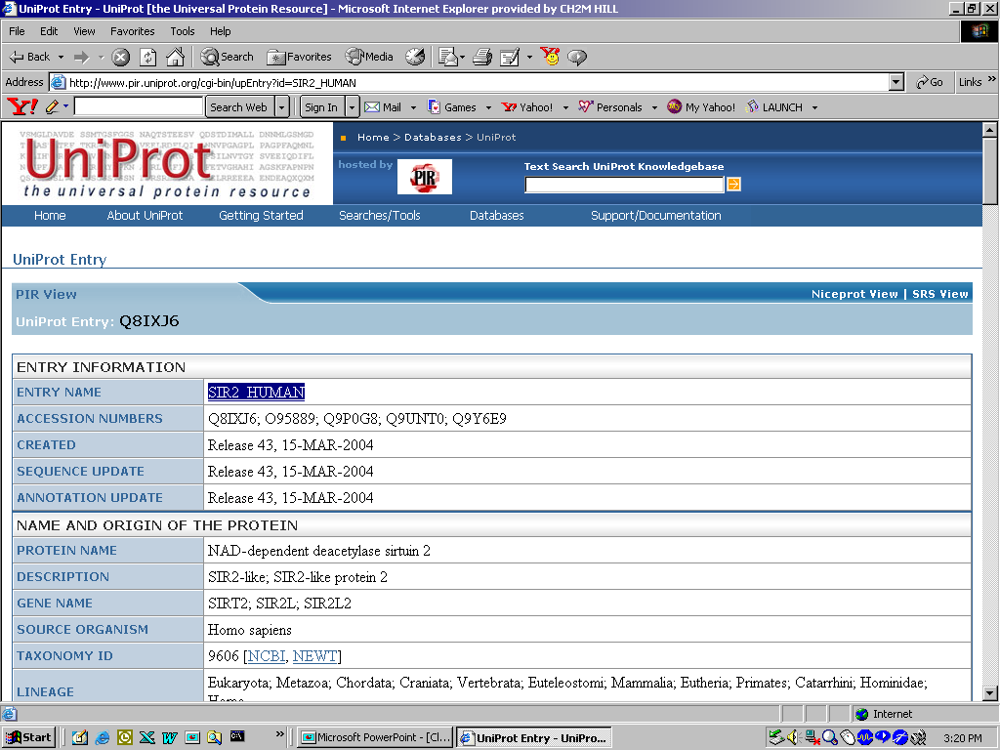 UniProt Entry - UniProt [the Universal Protein Resource] - Microsoft Internet Explorer provided by CH2M HILL
File Edit View Favorites Tools Help
Back Search Favorites Media
Address http://www.pir.uniprot.org/cgi-bin/upEntry?id=SIR2_HUMAN Go Links »
Y! Search Web Sign In Mail Games Yahoo! Personals My Yahoo! LAUNCH
UniProt
the universal protein resource
Home > Databases > UniProt
hosted by PIR
Text Search UniProt Knowledgebase
Home About UniProt Getting Started Searches/Tools Databases Support/Documentation
UniProt Entry
PIR View Niceprot View | SRS View
UniProt Entry: Q8IXJ6
ENTRY INFORMATION
ENTRY NAME SIR2_HUMAN
ACCESSION NUMBERS Q8IXJ6; O95889; Q9P0G8; Q9UNT0; Q9Y6E9
CREATED Release 43, 15-MAR-2004
SEQUENCE UPDATE Release 43, 15-MAR-2004
ANNOTATION UPDATE Release 43, 15-MAR-2004
NAME AND ORIGIN OF THE PROTEIN
PROTEIN NAME NAD-dependent deacetylase sirtuin 2
DESCRIPTION SIR2-like; SIR2-like protein 2
GENE NAME SIRT2; SIR2L; SIR2L2
SOURCE ORGANISM Homo sapiens
TAXONOMY ID 9606 [NCBI, NEWT]
LINEAGE Eukaryota; Metazoa; Chordata; Craniata; Vertebrata; Euteleostomi; Mammalia; Eutheria; Primates; Catarrhini; Hominidae;
Homo
Internet
Start » Microsoft PowerPoint - [Cl... UniProt Entry - UniPro... 3:20 PM